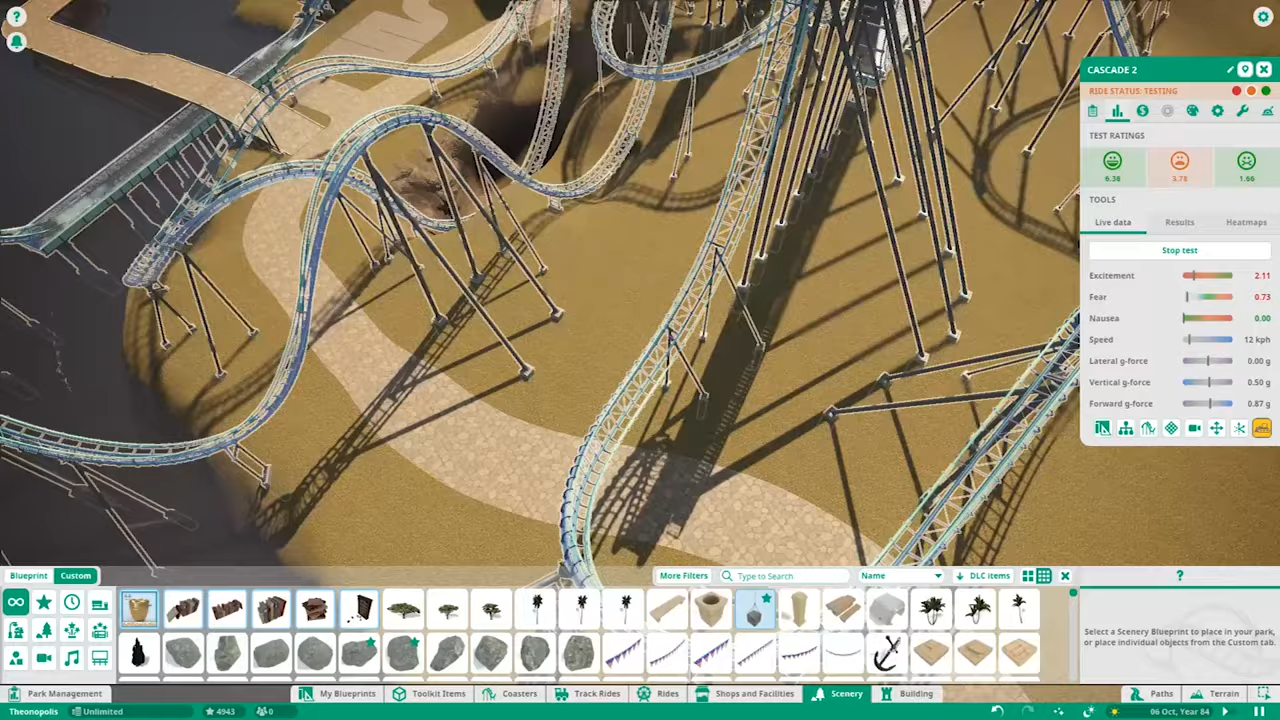 ?
CASCADE 2
RIDE STATUS: TESTING
TEST RATINGS
6.38 3.78 1.66
TOOLS
Live data Results Heatmaps
Stop test
Excitement 2.11
Fear 0.73
Nausea 0.00
Speed 12 kph
Lateral g-force 0.00 g
Vertical g-force 0.50 g
Forward g-force 0.87 g
Blueprint Custom More Filters Type to Search Name DLC items ?
Select a Scenery Blueprint to place in your park,
or place individual objects from the Custom tab.
Park Management My Blueprints Toolkit Items Coasters Track Rides Rides Shops and Facilities Scenery Building Paths Terrain
Theonopolis Unlimited 4943 0 06 Oct, Year 84